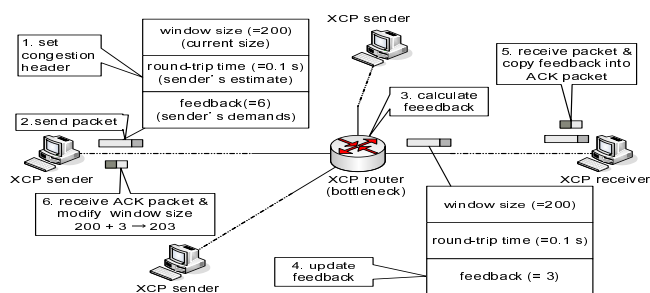 1. set
congestion
header
window size (=200)
(current size)
round-trip time (=0.1 s)
(sender's estimate)
feedback(=6)
(sender's demands)
2.send packet
XCP sender
6. receive ACK packet &
modify window size
200 + 3 → 203
XCP sender
XCP sender
3. calculate
feeedback
XCP router
(bottleneck)
4. update
feedback
window size (=200)
round-trip time (=0.1 s)
feedback (= 3)
5. receive packet &
copy feedback into
ACK packet
XCP receiver